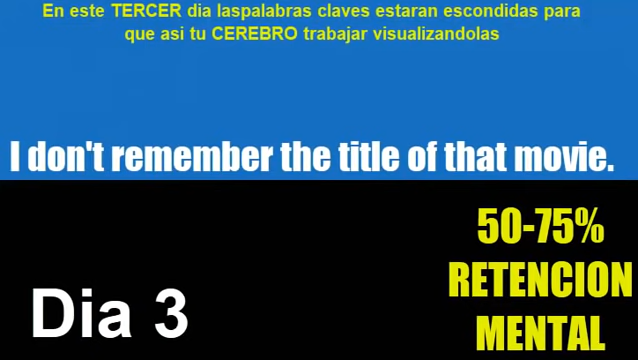 En este TERCER dia laspalabras claves estaran escondidas para
que asi tu CEREBRO trabajar visualizandolas
I don't remember the title of that movie.
50-75%
RETENCION
MENTAL
Dia 3